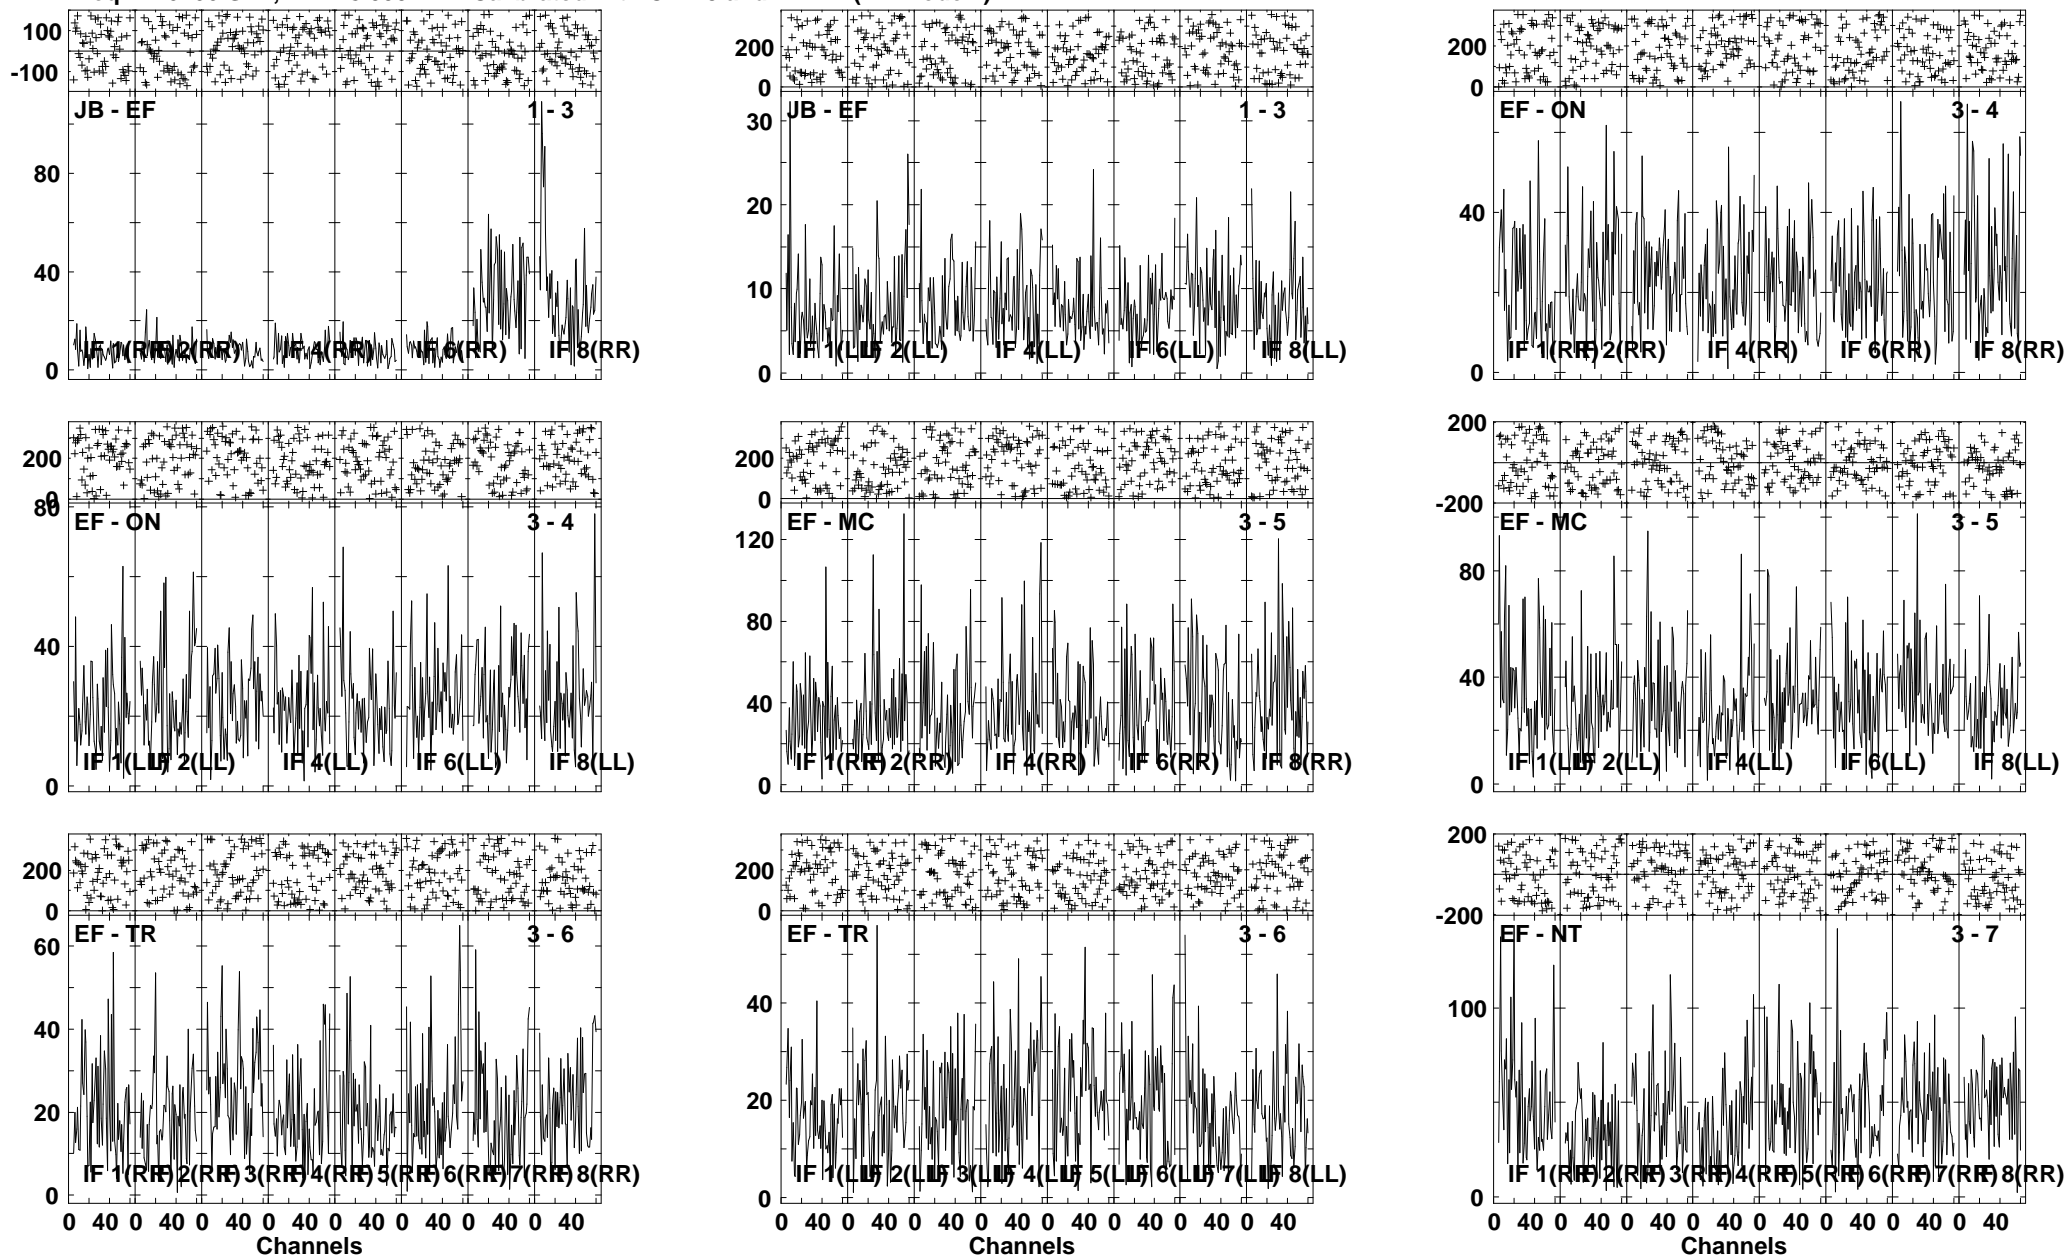 100
-100
JB - EF 1 - 3
80
40
0
IF 1(RR) IF 2(RR) IF 4(RR) IF 6(RR) IF 8(RR)
200
0
JB - EF 1 - 3
30
20
10
0
IF 1(LL) IF 2(LL) IF 4(LL) IF 6(LL) IF 8(LL)
200
0
EF - ON 3 - 4
40
0
IF 1(RR) IF 2(RR) IF 4(RR) IF 6(RR) IF 8(RR)
200
0
80
EF - ON 3 - 4
40
0
IF 1(LL) IF 2(LL) IF 4(LL) IF 6(LL) IF 8(LL)
200
0
EF - MC 3 - 5
120
80
40
0
IF 1(RR) IF 2(RR) IF 4(RR) IF 6(RR) IF 8(RR)
200
-200
EF - MC 3 - 5
80
40
0
IF 1(LL) IF 2(LL) IF 4(LL) IF 6(LL) IF 8(LL)
200
0
EF - TR 3 - 6
60
40
20
0
IF 1(RR) IF 2(RR) IF 3(RR) IF 4(RR) IF 5(RR) IF 6(RR) IF 7(RR) IF 8(RR)
0 40 0 40 0 40 0 40 0 40 0 40 0 40 0 40
Channels
200
0
EF - TR 3 - 6
40
20
0
IF 1(LL) IF 2(LL) IF 3(LL) IF 4(LL) IF 5(LL) IF 6(LL) IF 7(LL) IF 8(LL)
0 40 0 40 0 40 0 40 0 40 0 40 0 40 0 40
Channels
200
-200
EF - NT 3 - 7
100
0
IF 1(RR) IF 2(RR) IF 3(RR) IF 4(RR) IF 5(RR) IF 6(RR) IF 7(RR) IF 8(RR)
0 40 0 40 0 40 0 40 0 40 0 40 0 40 0 40
Channels